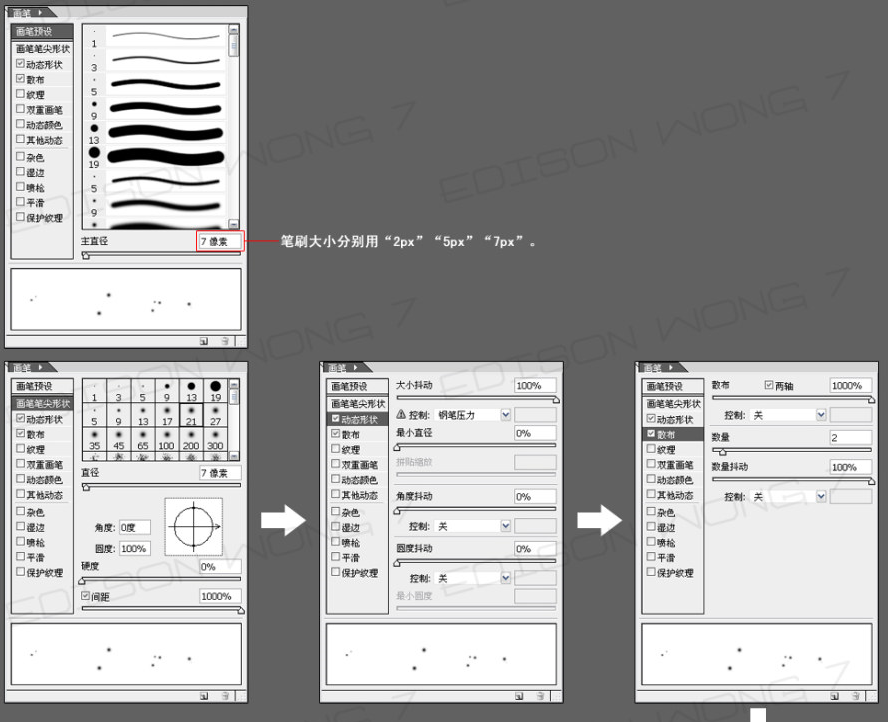 画笔
画笔预设
画笔笔尖形状
动态形状
散布
纹理
双重画笔
动态颜色
其他动态
杂色
湿边
喷枪
平滑
保护纹理
1
3
5
9
13
19
5
9
主直径
7 像素
笔刷大小分别用“2px”“5px”“7px”。
画笔
画笔预设
画笔笔尖形状
动态形状
散布
纹理
双重画笔
动态颜色
其他动态
杂色
湿边
喷枪
平滑
保护纹理
1 3 5 9 13 19
5 9 13 17 21 27
35 45 65 100 200 300
直径 7 像素
角度: 0度
圆度: 100%
硬度 0%
间距 1000%
画笔
画笔预设
画笔笔尖形状
动态形状
散布
纹理
双重画笔
动态颜色
其他动态
杂色
湿边
喷枪
平滑
保护纹理
大小抖动 100%
控制: 钢笔压力
最小直径 0%
拼贴缩放
角度抖动 0%
控制: 关
圆度抖动 0%
控制: 关
最小圆度
画笔
画笔预设
画笔笔尖形状
动态形状
散布
纹理
双重画笔
动态颜色
其他动态
杂色
湿边
喷枪
平滑
保护纹理
散布 两轴 1000%
控制: 关
数量 2
数量抖动 100%
控制: 关
EDISON WONG 7
EDISON WONG 7
EDISON WONG 7
EDISON WONG 7